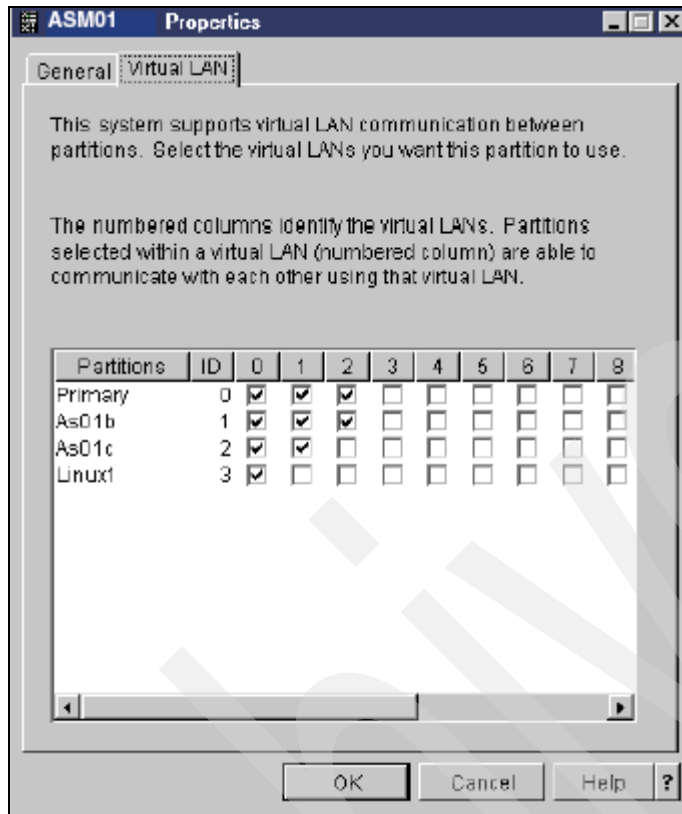 ASM01 Properties
General Virtual LAN
This system supports virtual LAN communication between
partitions. Select the virtual LANs you want this partition to use.
The numbered columns identify the virtual LANs. Partitions
selected within a virtual LAN (numbered column) are able to
communicate with each other using that virtual LAN.
Partitions ID 0 1 2 3 4 5 6 7 8
Primary 0
As01b 1
As01c 2
Linux1 3
OK Cancel Help ?